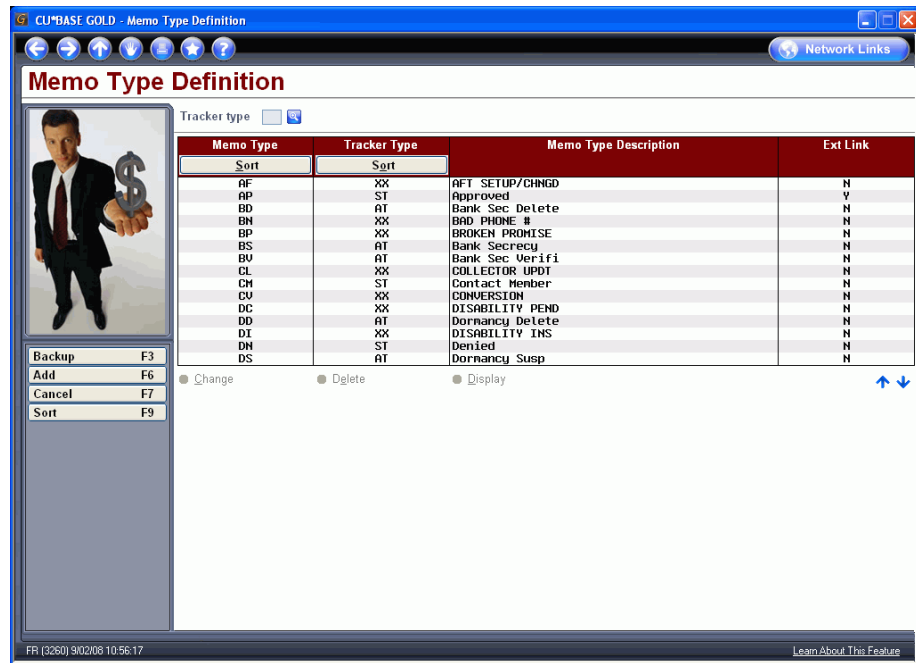 CU*BASE GOLD - Memo Type Definition
Network Links
Memo Type Definition
Tracker type
Memo Type Tracker Type Memo Type Description Ext Link
Sort Sort
AF XX AFT SETUP/CHNGD N
AP ST Approved Y
BD AT Bank Sec Delete N
BN XX BAD PHONE # N
BP XX BROKEN PROMISE N
BS AT Bank Secrecy N
BV AT Bank Sec Verifi N
CL XX COLLECTOR UPDT N
CM ST Contact Member N
CV XX CONVERSION N
DC XX DISABILITY PEND N
DD AT Dormancy Delete N
DI XX DISABILITY INS N
DN ST Denied N
DS AT Dormancy Susp N
Backup F3
Add F6
Cancel F7
Sort F9
Change Delete Display
FR (3260) 9/02/08 10:56:17
Learn About This Feature